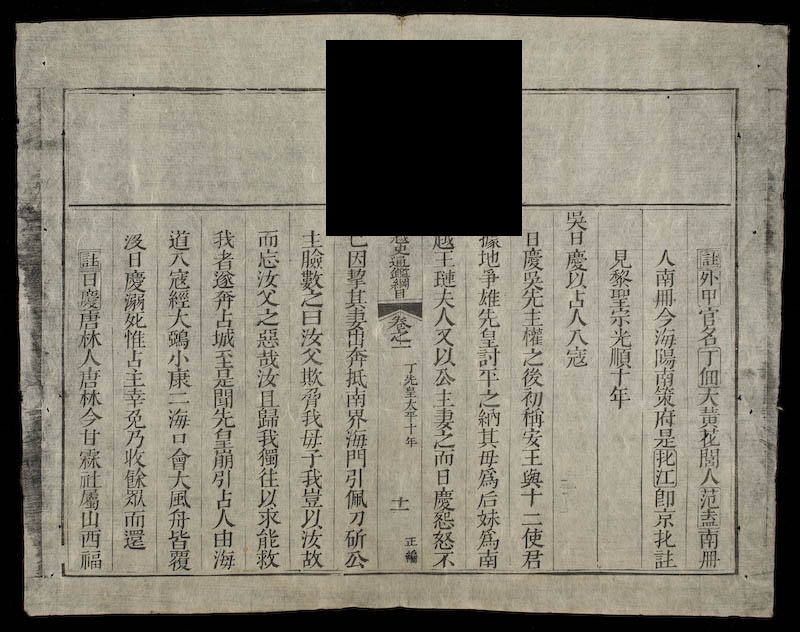 註外甲官名丁佃大黃花閭人范盍南冊
人南冊今海陽南策府是扡江卽京扡註
見黎聖宗光順十年
吳日慶以占人入寇
日慶吳先主權之後初稱安王與十二使君
據地爭雄先皇討平之納其母爲后妹爲南
越王璉夫人又以公主妻之而日慶怨怒不
越史通鑑綱目 卷之一 丁先皇太平十年 十一 正編
已因挈其妻出奔抵南界海門引佩刀斫公
主臉數之曰汝父欺脅我母子我豈以汝故
而忘汝父之惡哉汝且歸我獨往以求能救
我者遂奔占城至是聞先皇崩引占人由海
道入寇經大鵶小康二海口會大風舟皆覆
沒日慶溺死惟占主幸免乃收餘眾而還
註日慶唐林人唐林今甘霖社屬山西福